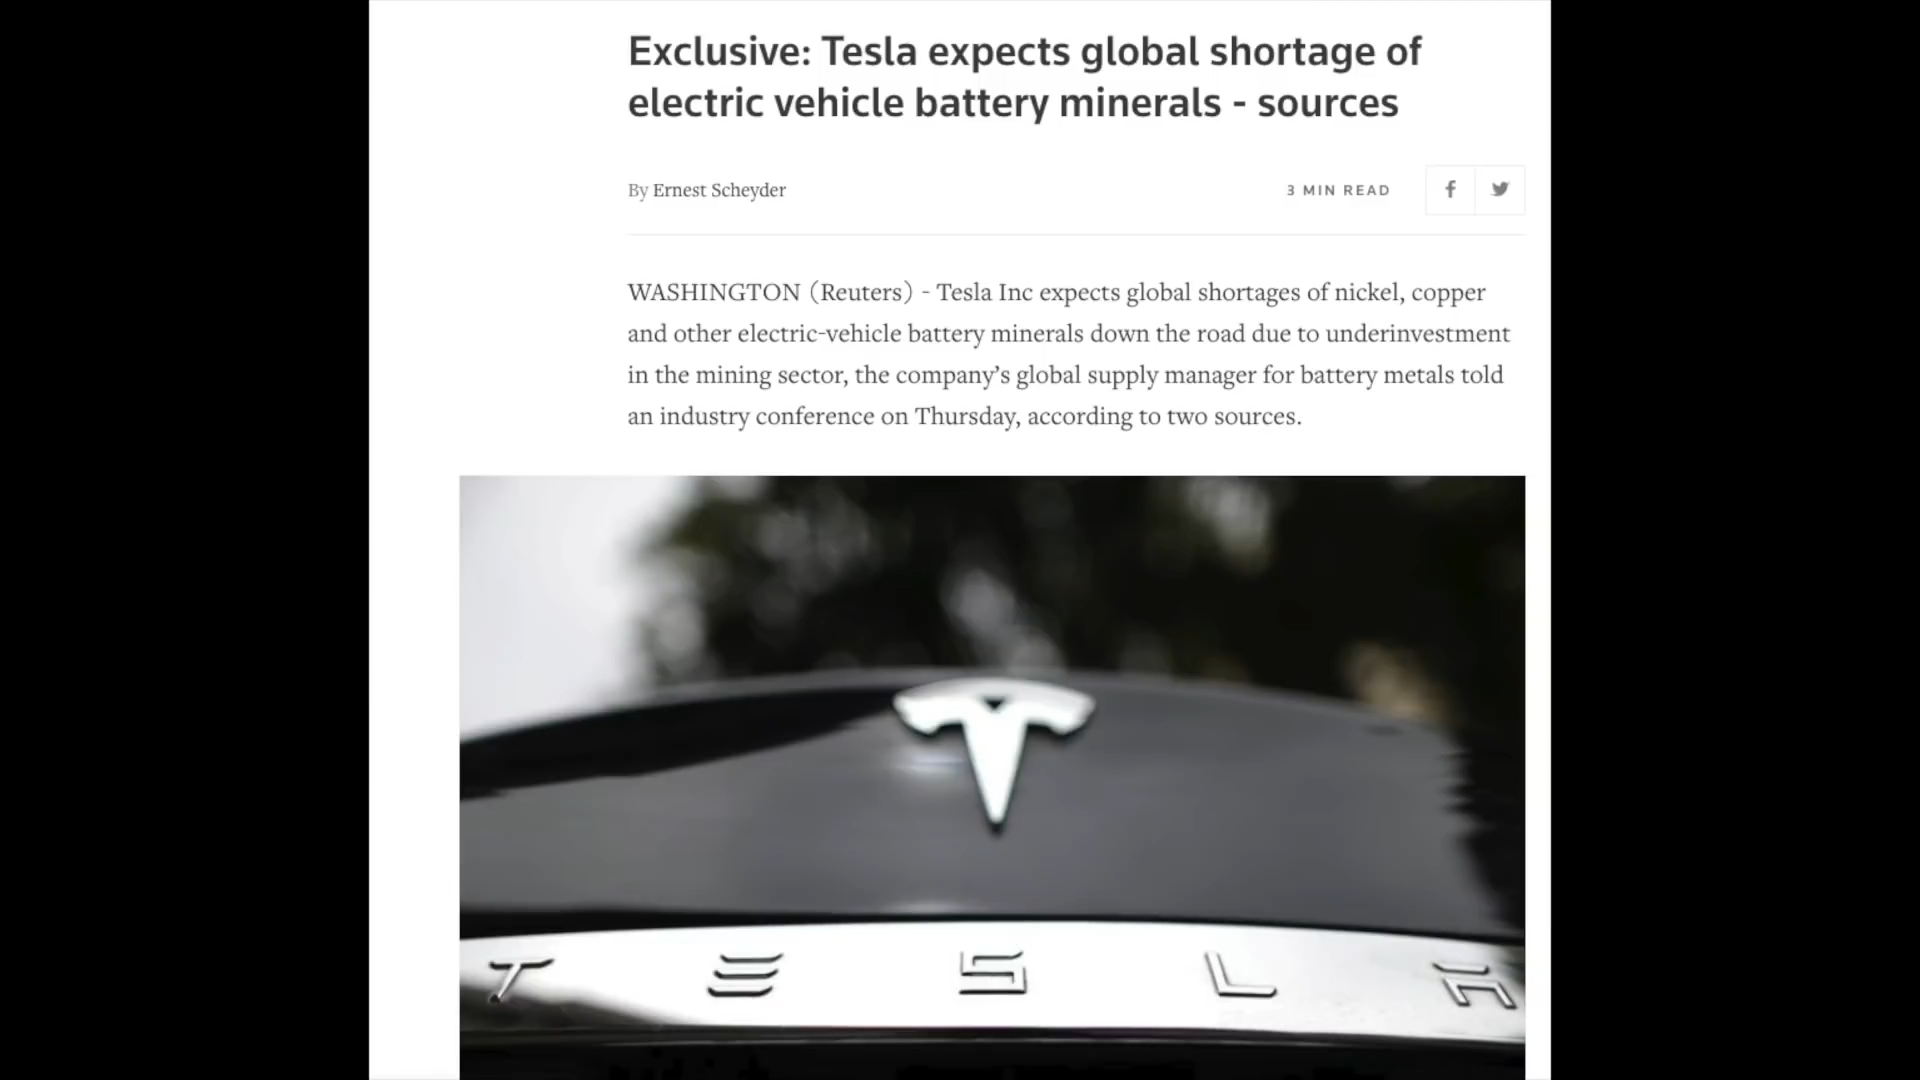 Exclusive: Tesla expects global shortage of
electric vehicle battery minerals - sources
By Ernest Scheyder
3 MIN READ
WASHINGTON (Reuters) - Tesla Inc expects global shortages of nickel, copper
and other electric-vehicle battery minerals down the road due to underinvestment
in the mining sector, the company’s global supply manager for battery metals told
an industry conference on Thursday, according to two sources.
TESLA